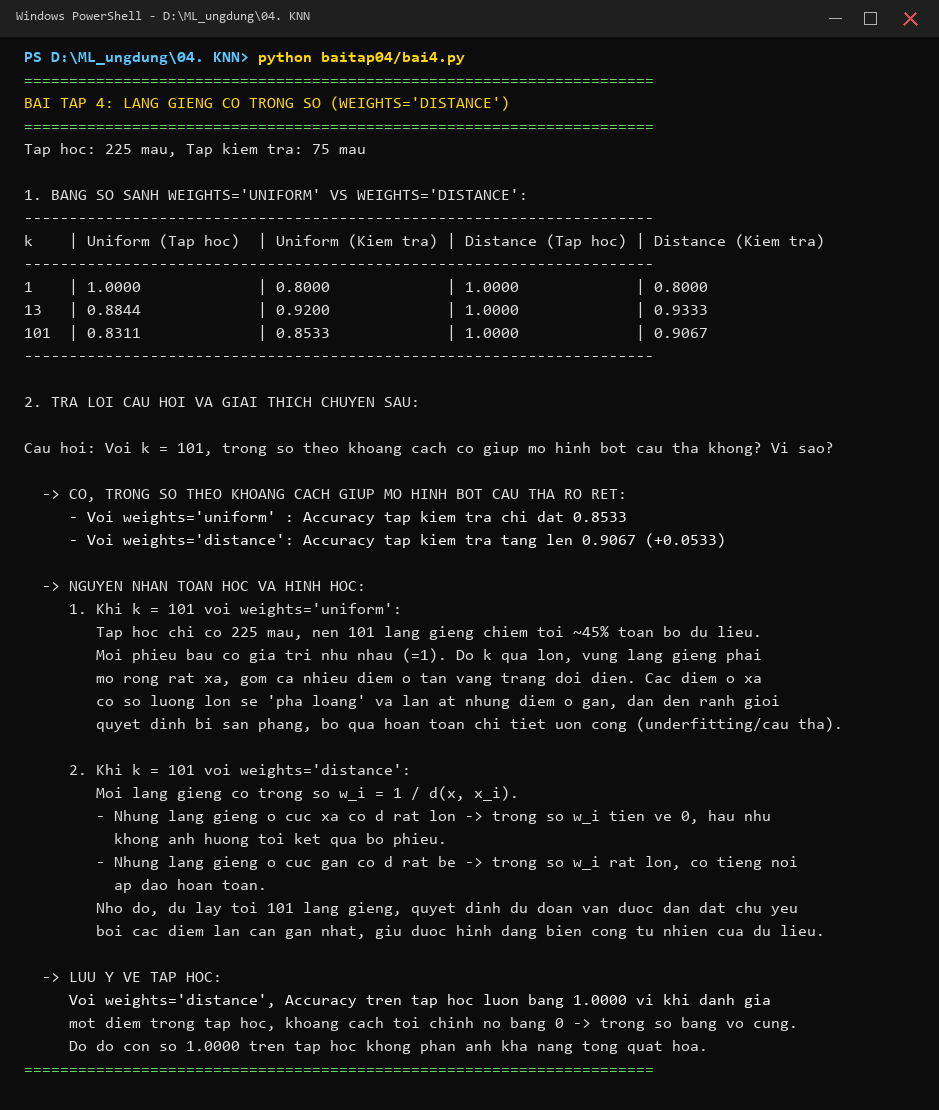 Windows PowerShell - D:\ML_ungdung\04. KNN
PS D:\ML_ungdung\04. KNN> python baitap04/bai4.py
======================================================================
BAI TAP 4: LANG GIENG CO TRONG SO (WEIGHTS='DISTANCE')
======================================================================
Tap hoc: 225 mau, Tap kiem tra: 75 mau
1. BANG SO SANH WEIGHTS='UNIFORM' VS WEIGHTS='DISTANCE':
----------------------------------------------------------------------
k    | Uniform (Tap hoc)  | Uniform (Kiem tra) | Distance (Tap hoc) | Distance (Kiem tra)
----------------------------------------------------------------------
1    | 1.0000             | 0.8000             | 1.0000             | 0.8000
13   | 0.8844             | 0.9200             | 1.0000             | 0.9333
101  | 0.8311             | 0.8533             | 1.0000             | 0.9067
----------------------------------------------------------------------
2. TRA LOI CAU HOI VA GIAI THICH CHUYEN SAU:
Cau hoi: Voi k = 101, trong so theo khoang cach co giup mo hinh bot cau tha khong? Vi sao?
  -> CO, TRONG SO THEO KHOANG CACH GIUP MO HINH BOT CAU THA RO RET:
     - Voi weights='uniform' : Accuracy tap kiem tra chi dat 0.8533
     - Voi weights='distance': Accuracy tap kiem tra tang len 0.9067 (+0.0533)
  -> NGUYEN NHAN TOAN HOC VA HINH HOC:
     1. Khi k = 101 voi weights='uniform':
        Tap hoc chi co 225 mau, nen 101 lang gieng chiem toi ~45% toan bo du lieu.
        Moi phieu bau co gia tri nhu nhau (=1). Do k qua lon, vung lang gieng phai
        mo rong rat xa, gom ca nhieu diem o tan vang trang doi dien. Cac diem o xa
        co so luong lon se 'pha loang' va lan at nhung diem o gan, dan den ranh gioi
        quyet dinh bi san phang, bo qua hoan toan chi tiet uon cong (underfitting/cau tha).
     2. Khi k = 101 voi weights='distance':
        Moi lang gieng co trong so w_i = 1 / d(x, x_i).
        - Nhung lang gieng o cuc xa co d rat lon -> trong so w_i tien ve 0, hau nhu
          khong anh huong toi ket qua bo phieu.
        - Nhung lang gieng o cuc gan co d rat be -> trong so w_i rat lon, co tieng noi
          ap dao hoan toan.
        Nho do, du lay toi 101 lang gieng, quyet dinh du doan van duoc dan dat chu yeu
        boi cac diem lan can gan nhat, giu duoc hinh dang bien cong tu nhien cua du lieu.
  -> LUU Y VE TAP HOC:
     Voi weights='distance', Accuracy tren tap hoc luon bang 1.0000 vi khi danh gia
     mot diem trong tap hoc, khoang cach toi chinh no bang 0 -> trong so bang vo cung.
     Do do con so 1.0000 tren tap hoc khong phan anh kha nang tong quat hoa.
======================================================================